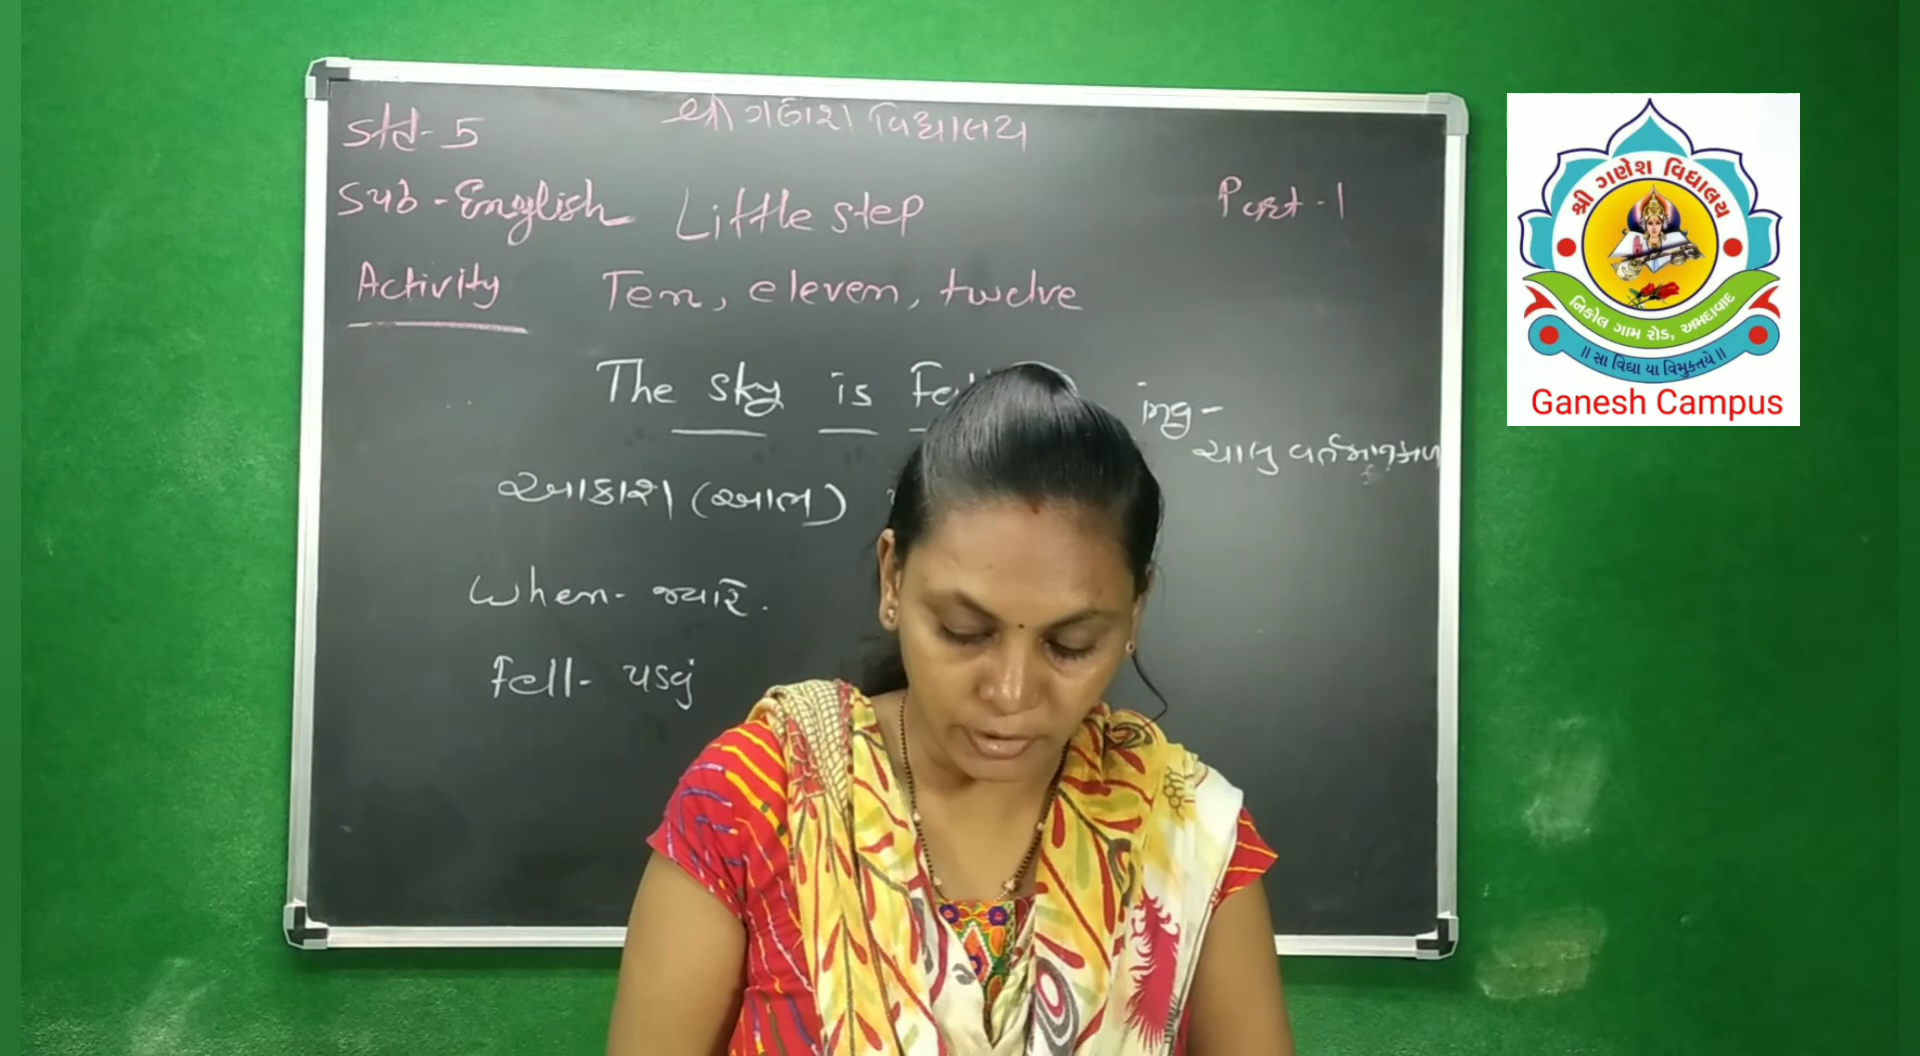 શ્રી ગણેશ વિદ્યાલય
Std-5
Sub-English Little step Part-1
Activity Ten, eleven, twelve
The sky is
ing-
ચાલુ વર્તમાનકાળ
આકાશ (આભ)
When- જ્યારે.
fell- પડવું
શ્રી ગણેશ વિદ્યાલય
નિકોલ ગામ રોડ, અમદાવાદ
॥ સા વિદ્યા યા વિમુક્તયે ॥
Ganesh Campus